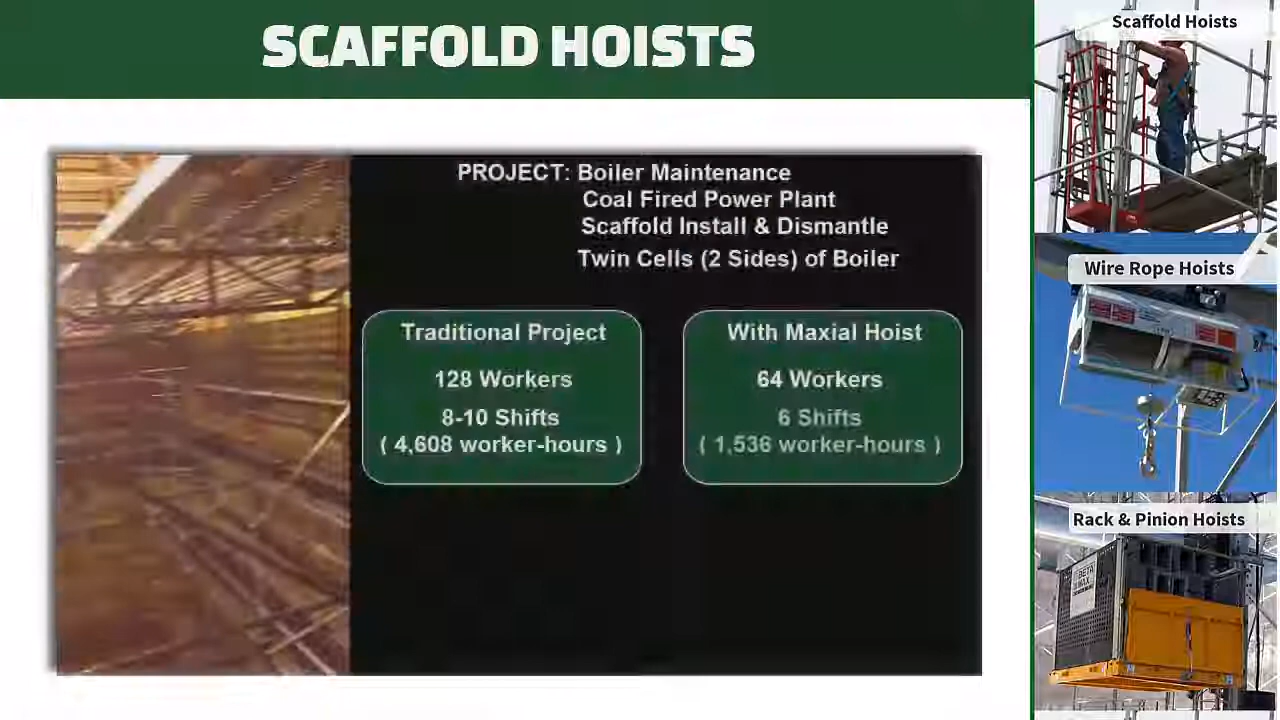 SCAFFOLD HOISTS
PROJECT: Boiler Maintenance
Coal Fired Power Plant
Scaffold Install & Dismantle
Twin Cells (2 Sides) of Boiler
Traditional Project
128 Workers
8-10 Shifts
( 4,608 worker-hours )
With Maxial Hoist
64 Workers
6 Shifts
( 1,536 worker-hours )
Scaffold Hoists
Wire Rope Hoists
Rack & Pinion Hoists
BETA
MAX